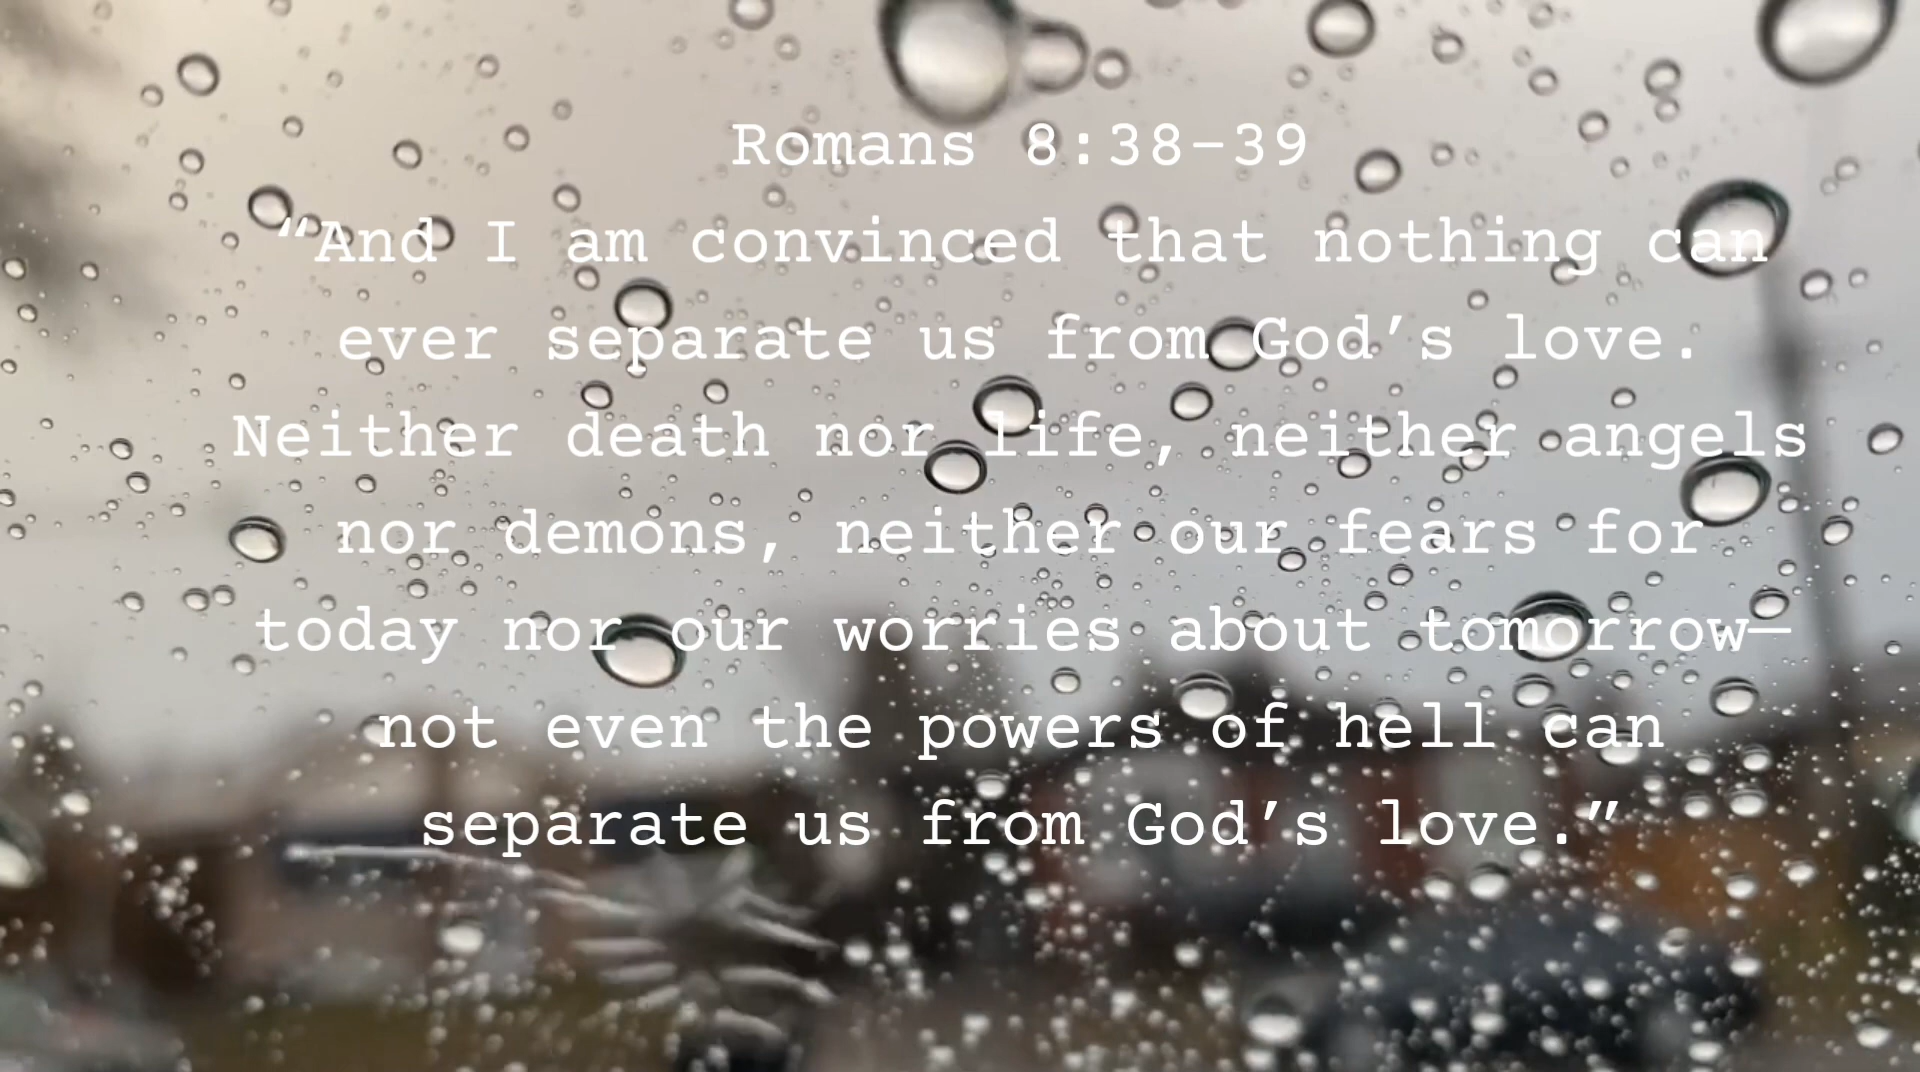 Romans 8:38-39
“And I am convinced that nothing can
ever separate us from God’s love.
Neither death nor life, neither angels
nor demons, neither our fears for
today nor our worries about tomorrow—
not even the powers of hell can
separate us from God’s love.”